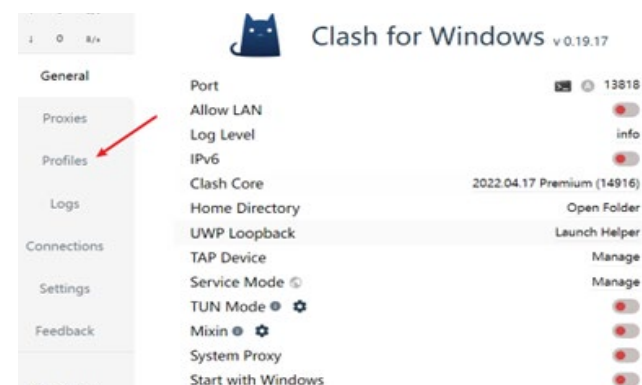 ↓ 0 B/s
General
Proxies
Profiles
Logs
Connections
Settings
Feedback
Clash for Windows v 0.19.17
Port 13818
Allow LAN
Log Level info
IPv6
Clash Core 2022.04.17 Premium (14916)
Home Directory Open Folder
UWP Loopback Launch Helper
TAP Device Manage
Service Mode Manage
TUN Mode
Mixin
System Proxy
Start with Windows